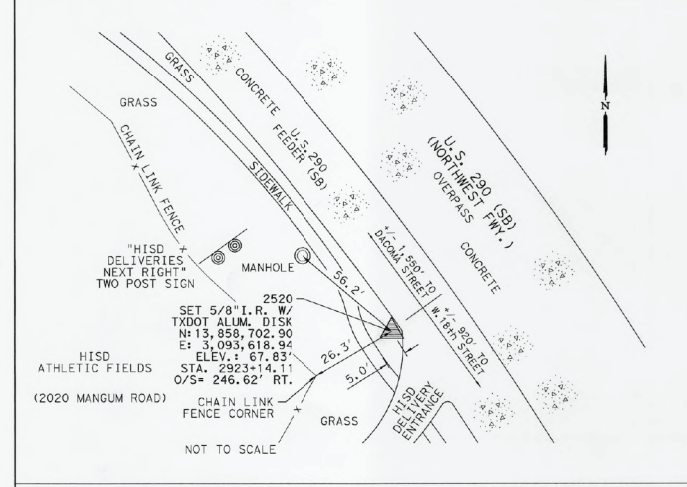 GRASS
GRASS
CONCRETE
U.S. 290
FEEDER (SB)
U.S. 290 (SB)
(NORTHWEST FWY.)
OVERPASS
CONCRETE
N
CHAIN LINK FENCE
SIDEWALK
"HISD
DELIVERIES
NEXT RIGHT"
TWO POST SIGN
MANHOLE
56.2'
+/- 1,550' TO
DACOMA STREET
+/- 920' TO
W.18th STREET
2520
SET 5/8"I.R. W/
TXDOT ALUM. DISK
N:13,858,702.90
E: 3,093,618.94
ELEV.: 67.83'
STA. 2923+14.11
O/S= 246.62' RT.
26.3'
5.0'
HISD
ATHLETIC FIELDS
(2020 MANGUM ROAD)
CHAIN LINK
FENCE CORNER
GRASS
HISD
DELIVERY
ENTRANCE
NOT TO SCALE